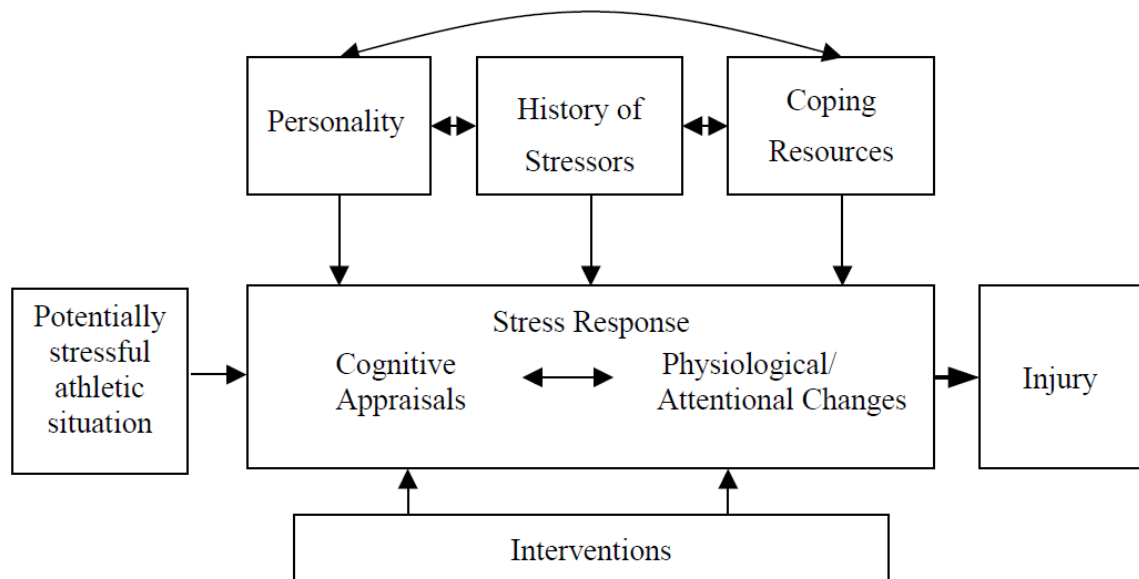 Personality
History of
Stressors
Coping
Resources
Potentially
stressful
athletic
situation
Stress Response
Cognitive
Appraisals
Physiological/
Attentional Changes
Injury
Interventions